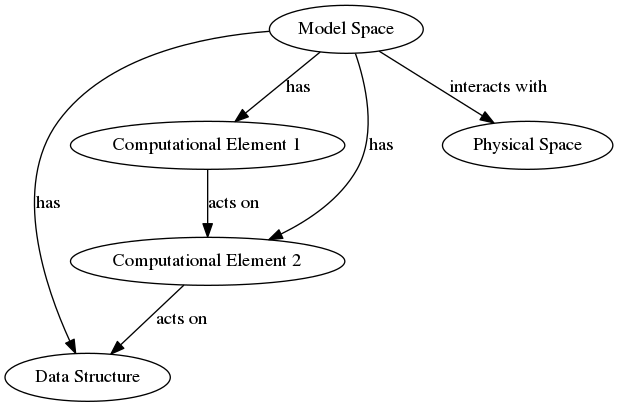 Model Space
has
interacts with
Computational Element 1
Physical Space
has
has
acts on
Computational Element 2
acts on
Data Structure